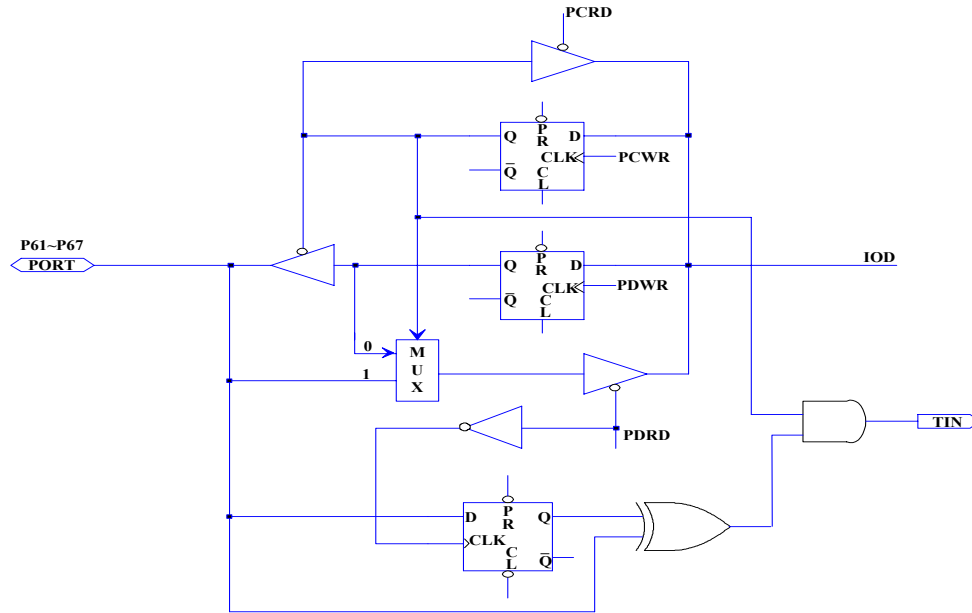 PCRD
Q
PR
D
CLK
PCWR
Q̅
CL
P61~P67
PORT
Q
PR
D
IOD
CLK
PDWR
Q̅
CL
0
MUX
1
PDRD
TIN
D
PR
Q
CLK
CL
Q̅